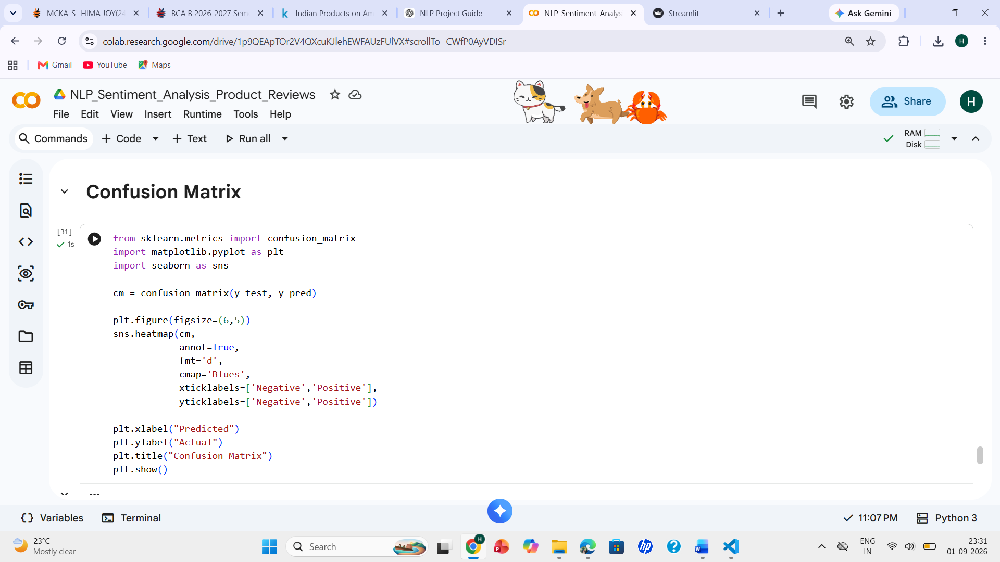 MCKA-S- HIMA JOY(24
BCA B 2026-2027 Sem
Indian Products on Am
NLP Project Guide
NLP_Sentiment_Analys
Streamlit
Ask Gemini
colab.research.google.com/drive/1p9QEApTOr2V4QXcuKJlehEWFAUzFUlVX#scrollTo=CWfP0AyVDISr
H
Gmail
YouTube
Maps
NLP_Sentiment_Analysis_Product_Reviews
File Edit View Insert Runtime Tools Help
Share
H
Commands
+ Code
+ Text
Run all
RAM
Disk
Confusion Matrix
[31]
1s
from sklearn.metrics import confusion_matrix
import matplotlib.pyplot as plt
import seaborn as sns
cm = confusion_matrix(y_test, y_pred)
plt.figure(figsize=(6,5))
sns.heatmap(cm,
annot=True,
fmt='d',
cmap='Blues',
xticklabels=['Negative','Positive'],
yticklabels=['Negative','Positive'])
plt.xlabel("Predicted")
plt.ylabel("Actual")
plt.title("Confusion Matrix")
plt.show()
Variables
Terminal
11:07 PM
Python 3
23°C
Mostly clear
Search
H
ENG
IN
23:31
01-09-2026